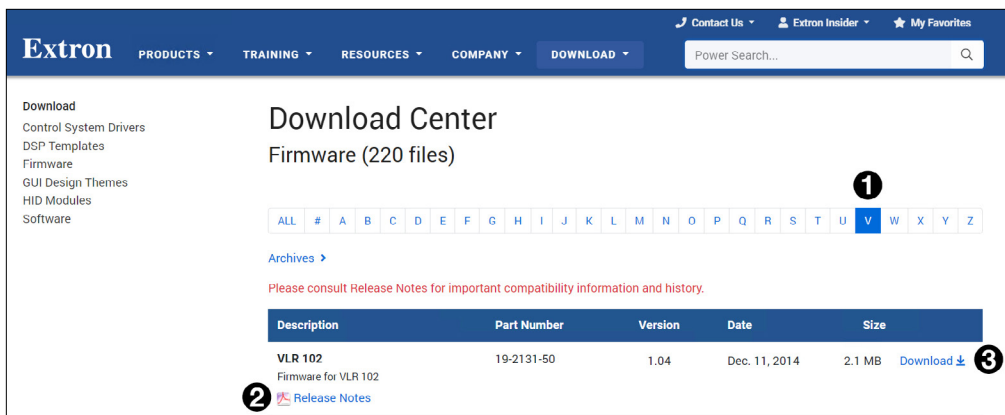 Contact Us Extron Insider My Favorites
Extron PRODUCTS TRAINING RESOURCES COMPANY DOWNLOAD Power Search...
Download
Control System Drivers
DSP Templates
Firmware
GUI Design Themes
HID Modules
Software
Download Center
Firmware (220 files)
1
ALL # A B C D E F G H I J K L M N O P Q R S T U V W X Y Z
Archives >
Please consult Release Notes for important compatibility information and history.
Description Part Number Version Date Size
VLR 102 19-2131-50 1.04 Dec. 11, 2014 2.1 MB Download 3
Firmware for VLR 102
2 Release Notes